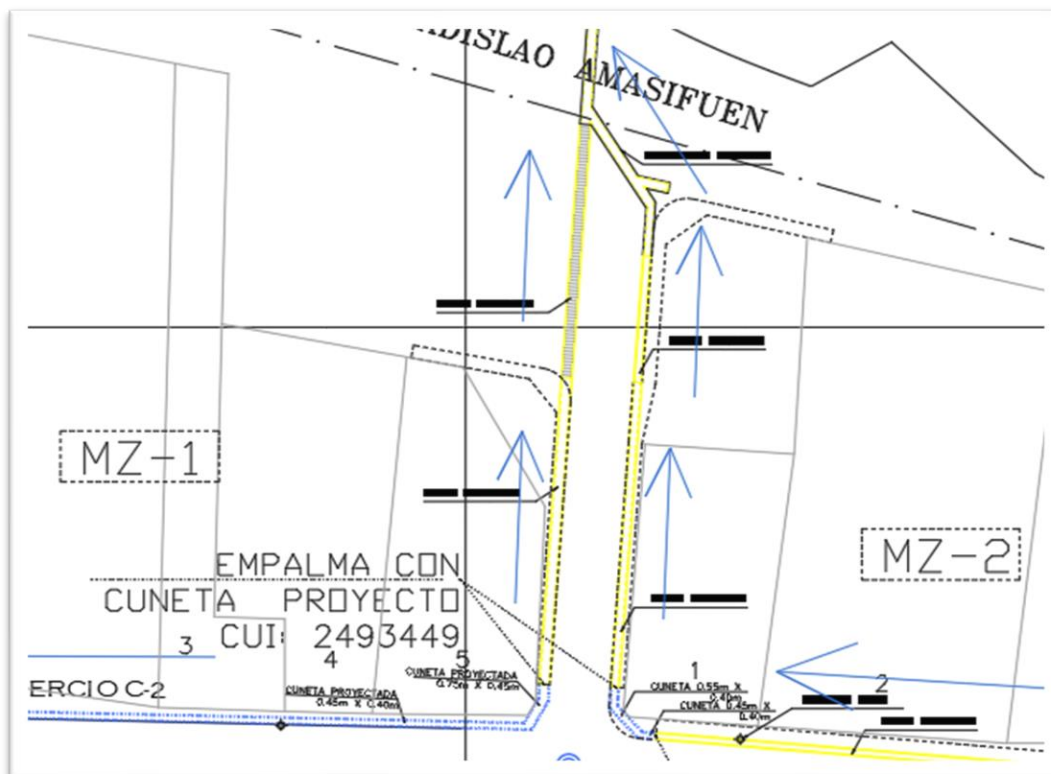 ADISLAO AMASIFUEN
MZ-1
MZ-2
EMPALMA CON
CUNETA PROYECTO
CUI: 2493449
3
4
5
1
2
ERCIO C-2
CUNETA PROYECTADA
0.75m X 0.45m
CUNETA PROYECTADA
0.45m X 0.40m
CUNETA 0.55m X
0.40m
CUNETA 0.45m X
0.40m